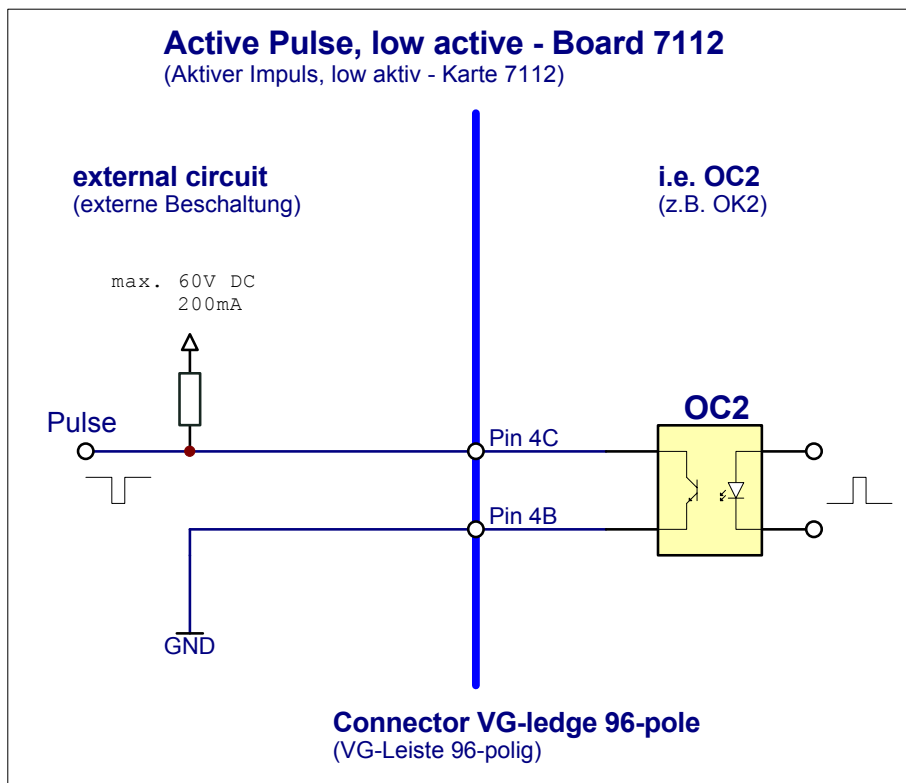 Active Pulse, low active - Board 7112
(Aktiver Impuls, low aktiv - Karte 7112)
external circuit
(externe Beschaltung)
i.e. OC2
(z.B. OK2)
max. 60V DC
200mA
Pulse
OC2
Pin 4C
Pin 4B
GND
Connector VG-ledge 96-pole
(VG-Leiste 96-polig)